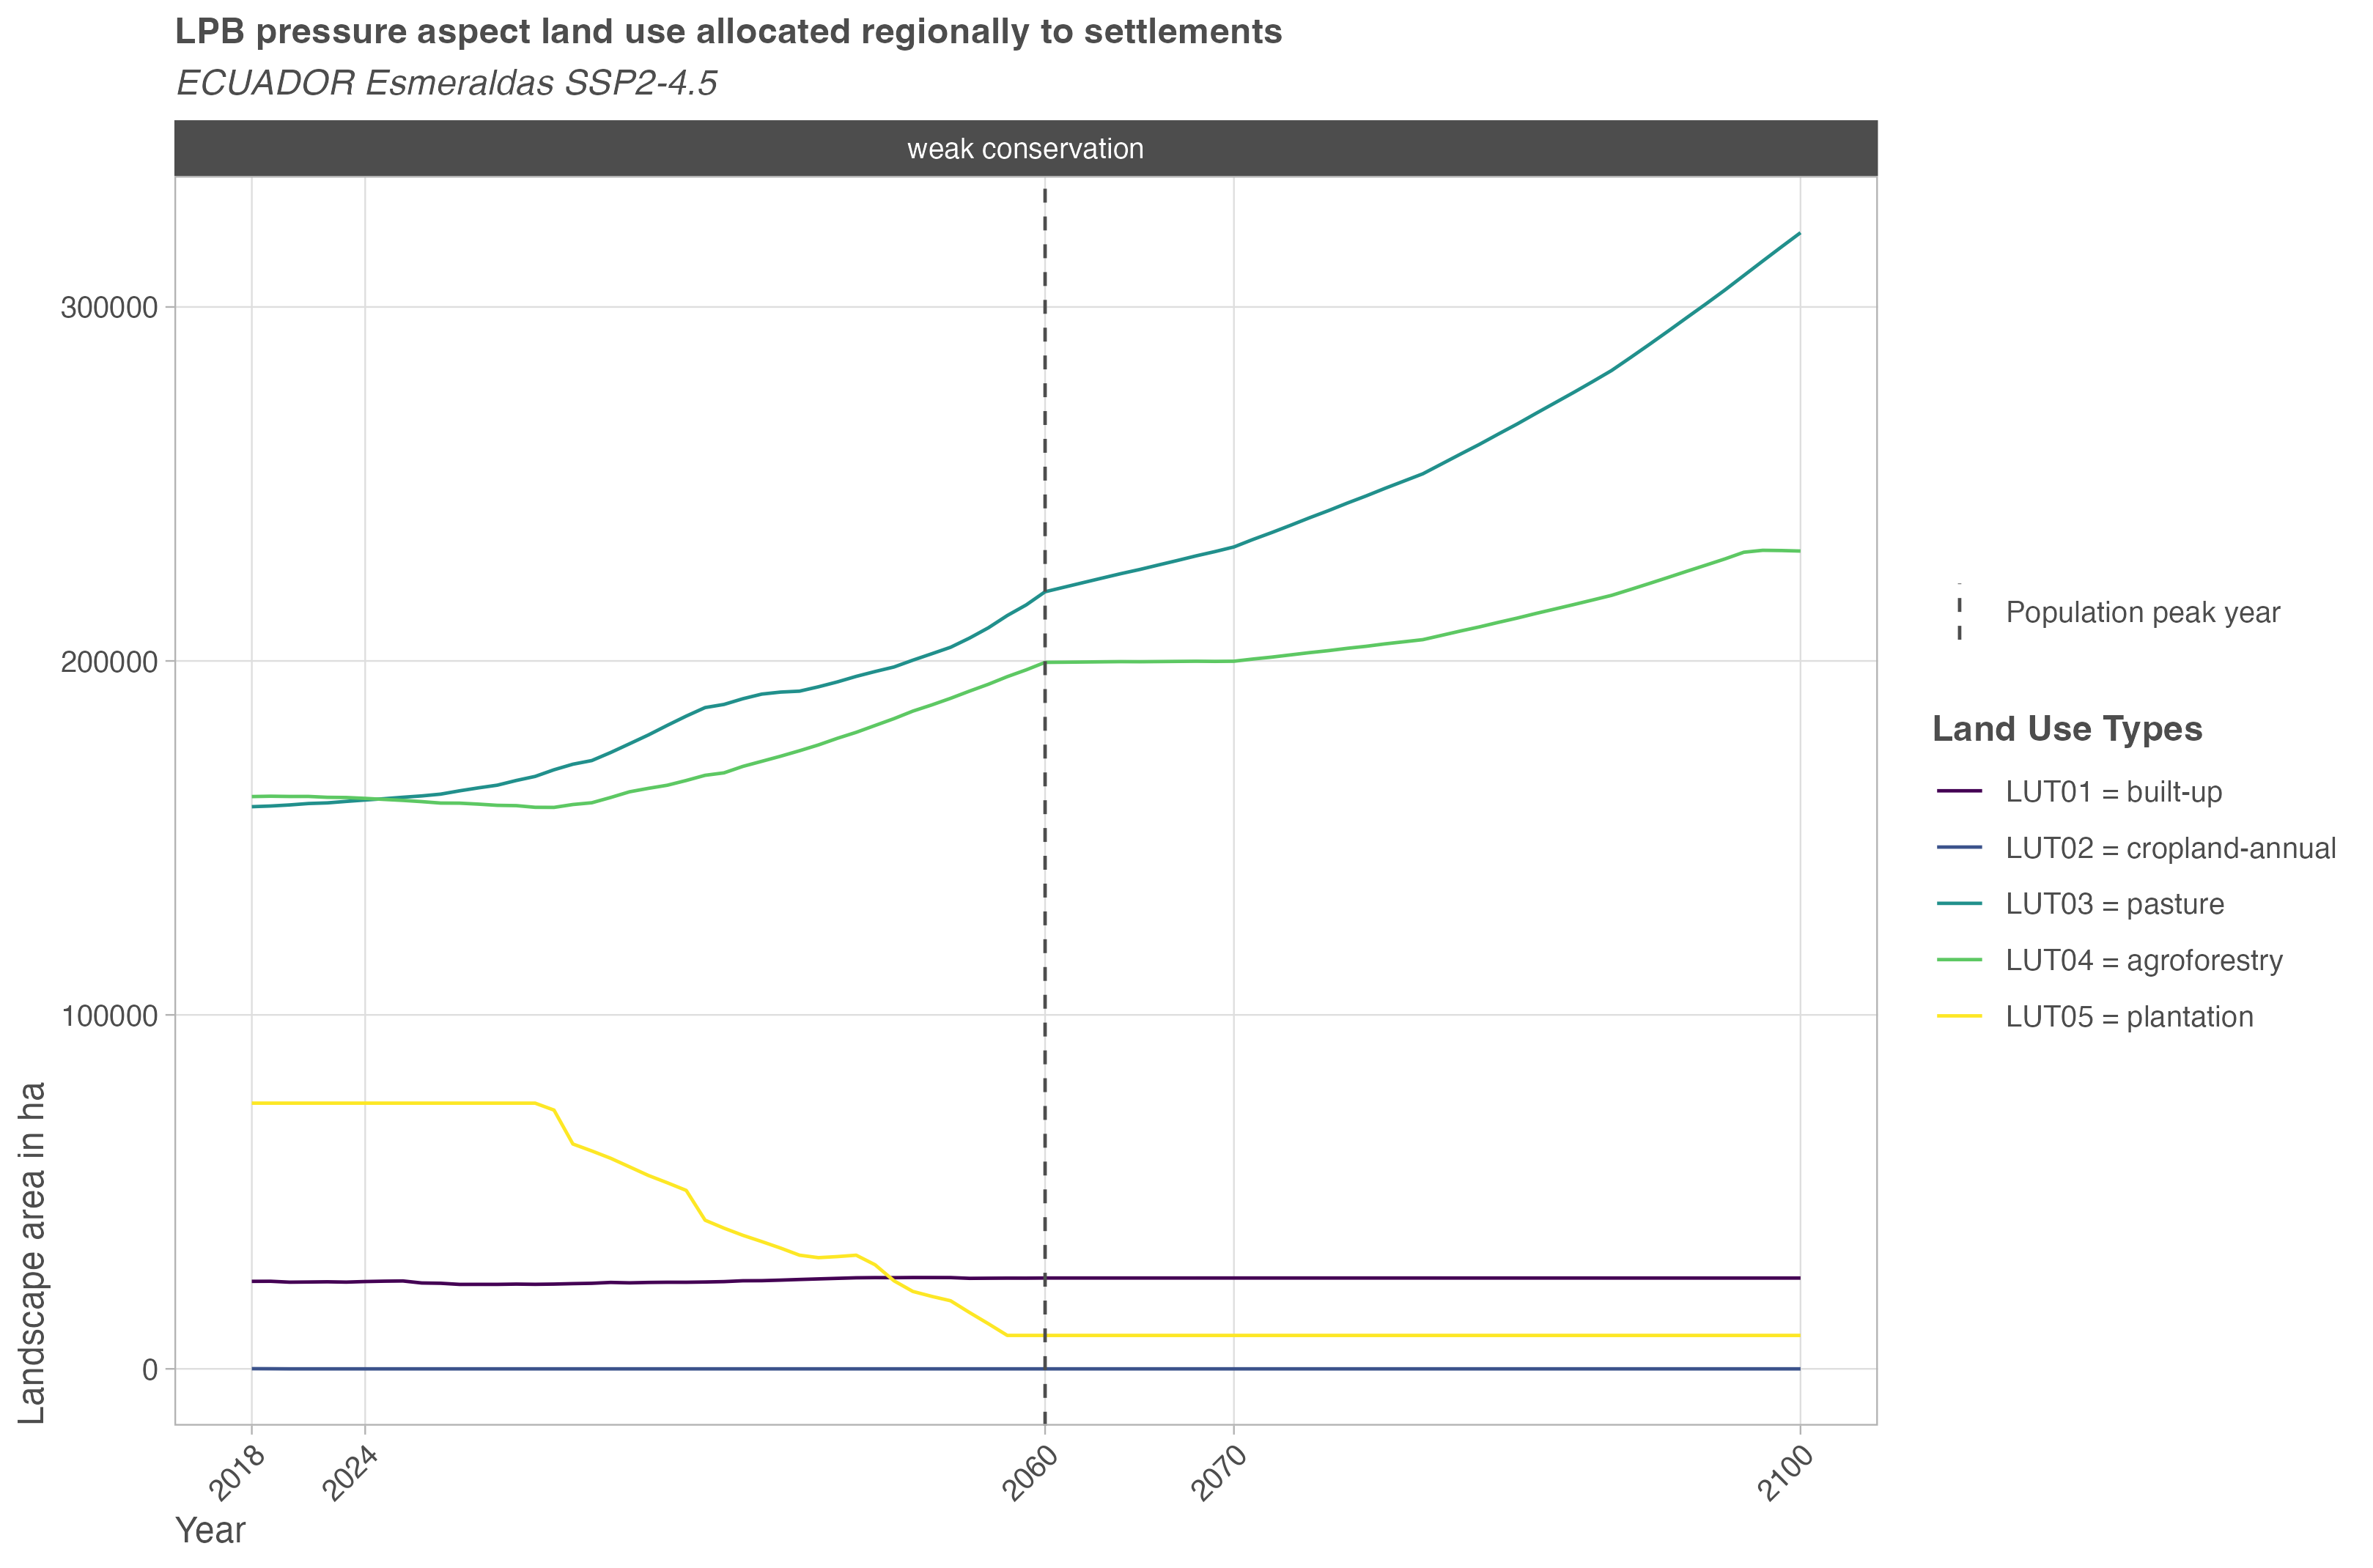 LPB pressure aspect land use allocated regionally to settlements
ECUADOR Esmeraldas SSP2-4.5
weak conservation
300000
200000
100000
0
Landscape area in ha
2018
2024
2060
2070
2100
Year
Population peak year
Land Use Types
LUT01 = built-up
LUT02 = cropland-annual
LUT03 = pasture
LUT04 = agroforestry
LUT05 = plantation